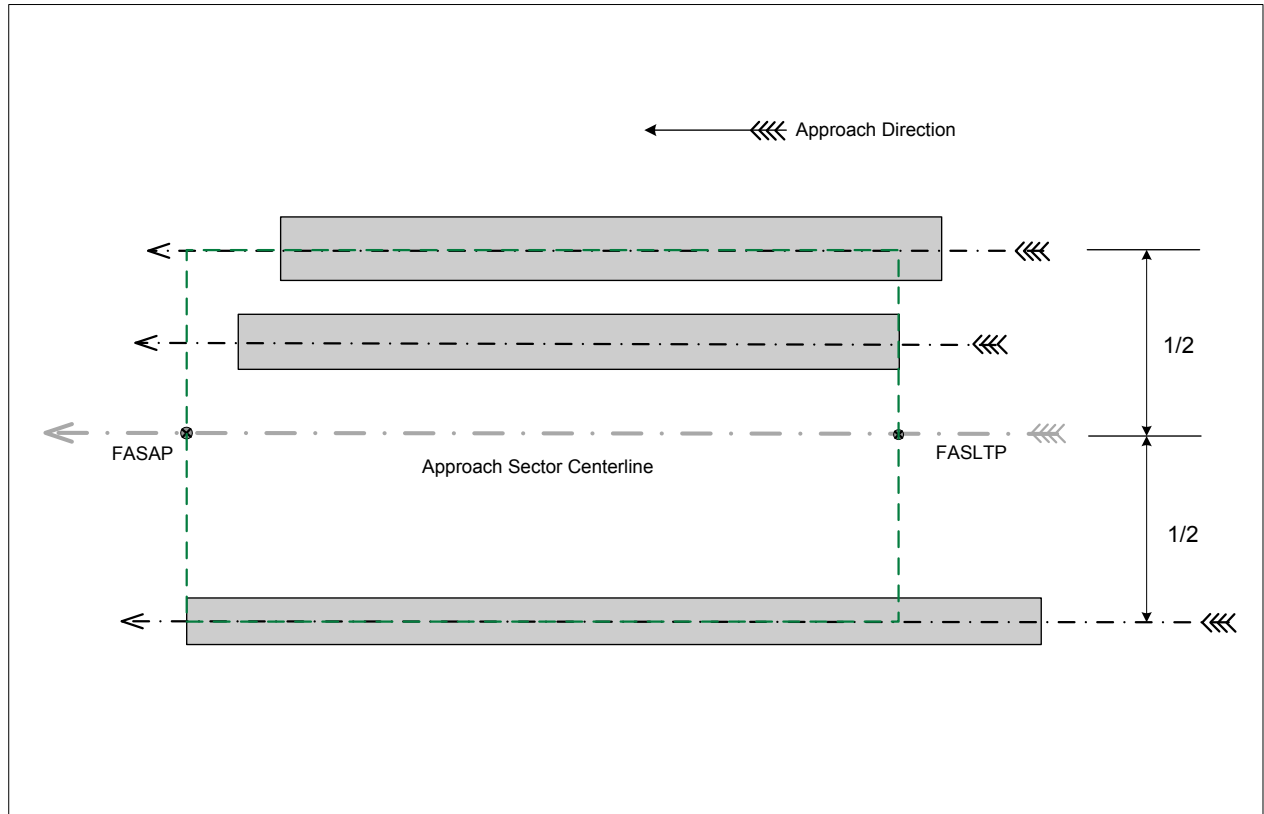 Approach Direction
1/2
FASAP
FASLTP
Approach Sector Centerline
1/2